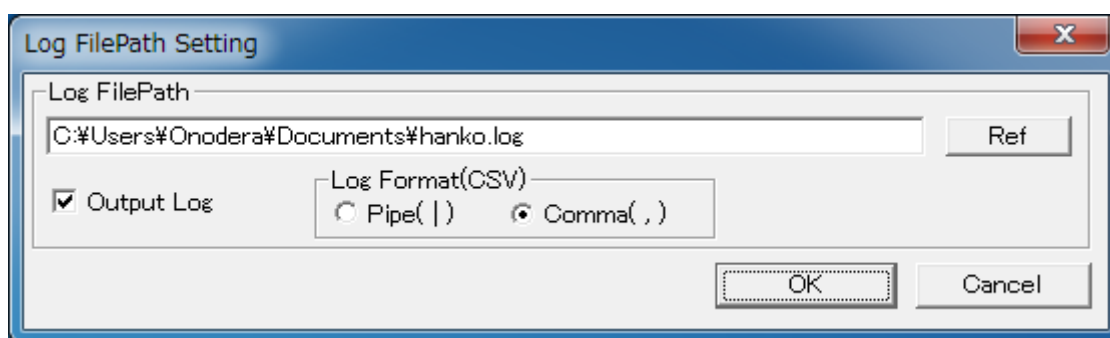 Log FilePath Setting
x
Log FilePath
C:¥Users¥Onodera¥Documents¥hanko.log
Ref
Output Log
Log Format(CSV)
Pipe( | )
Comma( , )
OK
Cancel